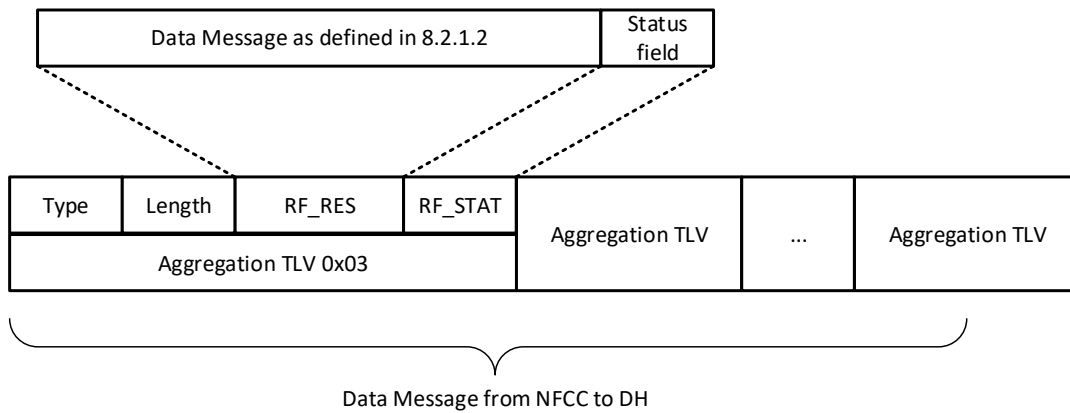 Data Message as defined in 8.2.1.2
Status
field
Type
Length
RF_RES
RF_STAT
Aggregation TLV
...
Aggregation TLV
Aggregation TLV 0x03
Data Message from NFCC to DH